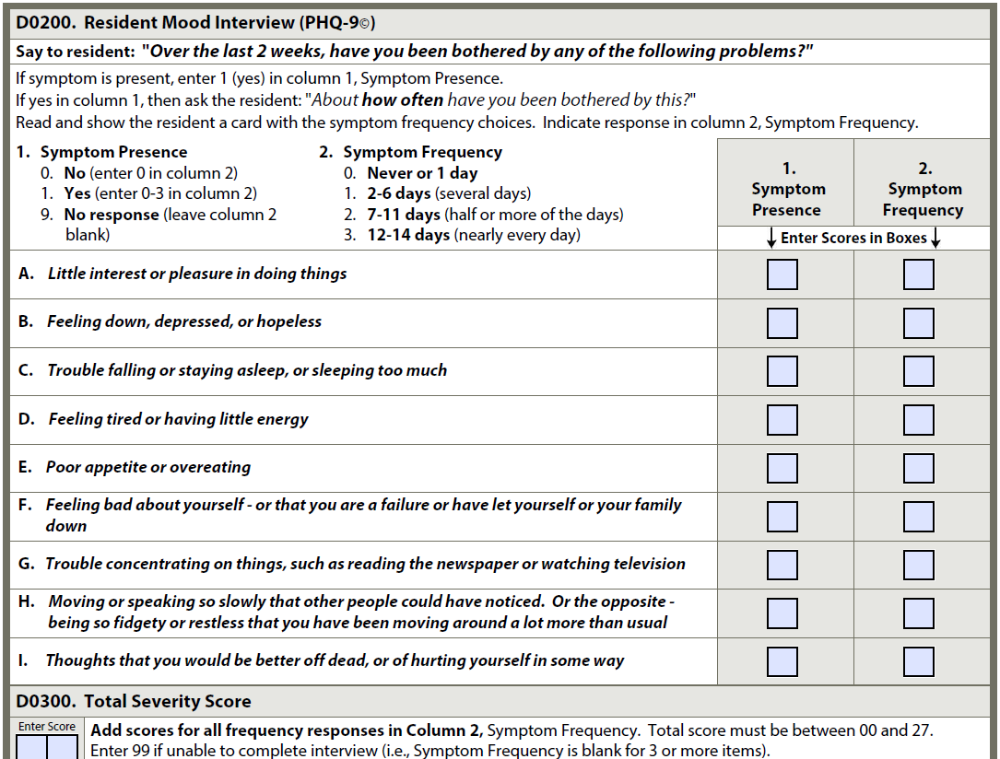 D0200. Resident Mood Interview (PHQ-9©)
Say to resident: "Over the last 2 weeks, have you been bothered by any of the following problems?"
If symptom is present, enter 1 (yes) in column 1, Symptom Presence.
If yes in column 1, then ask the resident: "About how often have you been bothered by this?"
Read and show the resident a card with the symptom frequency choices. Indicate response in column 2, Symptom Frequency.
1. Symptom Presence
0. No (enter 0 in column 2)
1. Yes (enter 0-3 in column 2)
9. No response (leave column 2
blank)
2. Symptom Frequency
0. Never or 1 day
1. 2-6 days (several days)
2. 7-11 days (half or more of the days)
3. 12-14 days (nearly every day)
1.
Symptom
Presence
2.
Symptom
Frequency
↓ Enter Scores in Boxes ↓
A. Little interest or pleasure in doing things
B. Feeling down, depressed, or hopeless
C. Trouble falling or staying asleep, or sleeping too much
D. Feeling tired or having little energy
E. Poor appetite or overeating
F. Feeling bad about yourself - or that you are a failure or have let yourself or your family
down
G. Trouble concentrating on things, such as reading the newspaper or watching television
H. Moving or speaking so slowly that other people could have noticed. Or the opposite -
being so fidgety or restless that you have been moving around a lot more than usual
I. Thoughts that you would be better off dead, or of hurting yourself in some way
D0300. Total Severity Score
Enter Score
Add scores for all frequency responses in Column 2, Symptom Frequency. Total score must be between 00 and 27.
Enter 99 if unable to complete interview (i.e., Symptom Frequency is blank for 3 or more items).